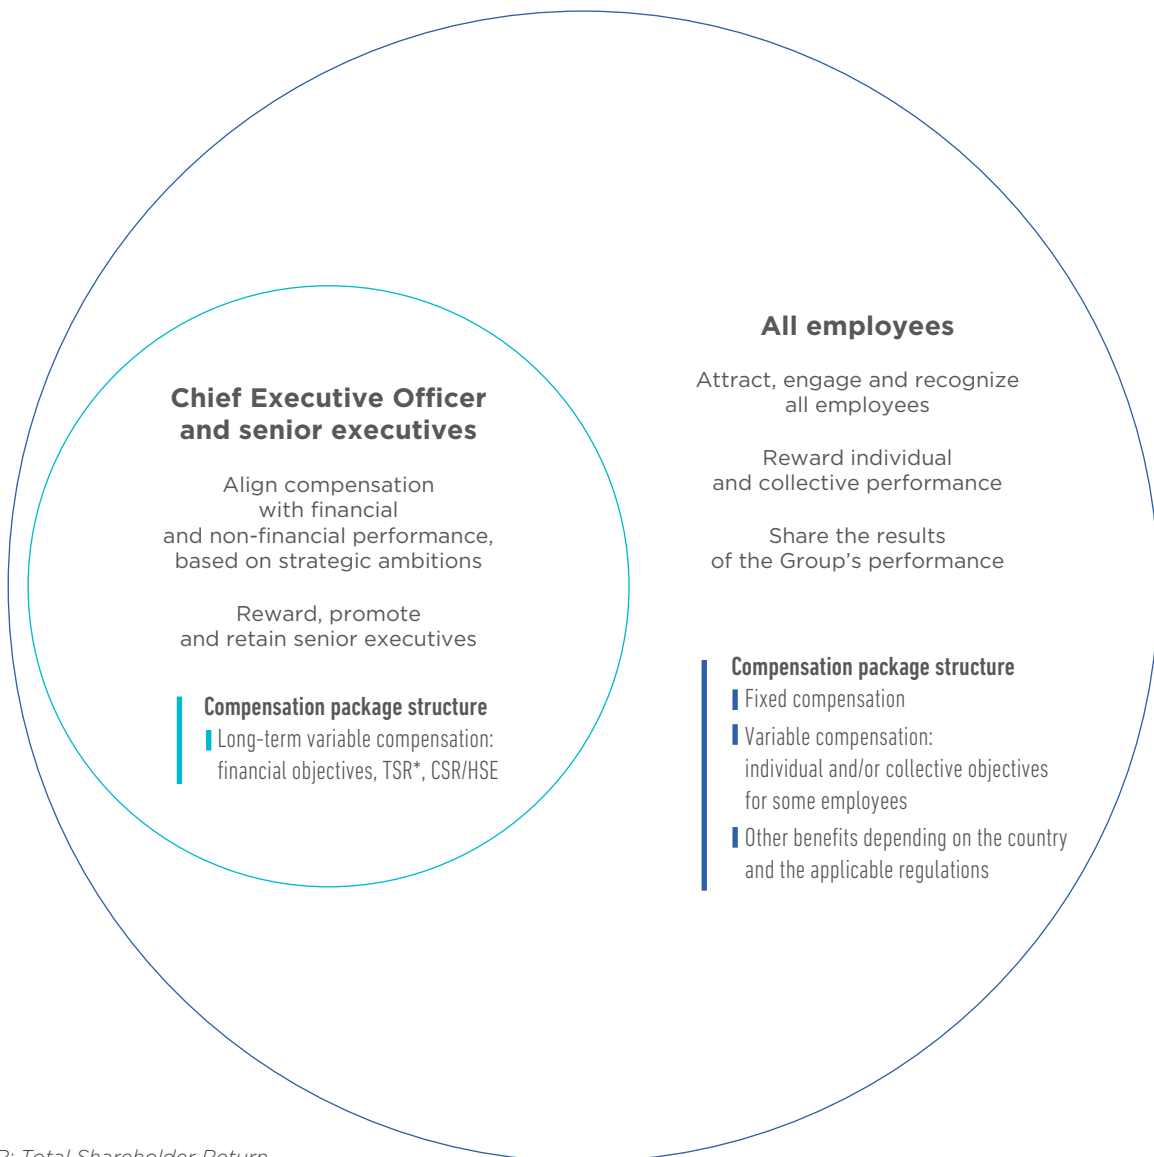 Chief Executive Officer
and senior executives
Align compensation
with financial
and non-financial performance,
based on strategic ambitions
Reward, promote
and retain senior executives
Compensation package structure
Long-term variable compensation:
financial objectives, TSR*, CSR/HSE
All employees
Attract, engage and recognize
all employees
Reward individual
and collective performance
Share the results
of the Group's performance
Compensation package structure
Fixed compensation
Variable compensation:
individual and/or collective objectives
for some employees
Other benefits depending on the country
and the applicable regulations
: Total Shareholder Return